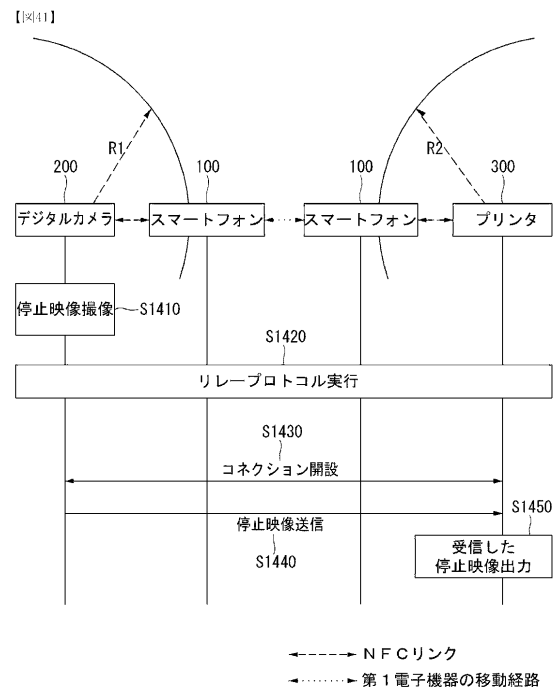 【図41】
R1
R2
200
100
100
300
デジタルカメラ
スマートフォン
スマートフォン
プリンタ
停止映像撮像
S1410
S1420
リレープロトコル実行
S1430
コネクション開設
停止映像送信
S1440
S1450
受信した
停止映像出力
ＮＦＣリンク
第１電子機器の移動経路